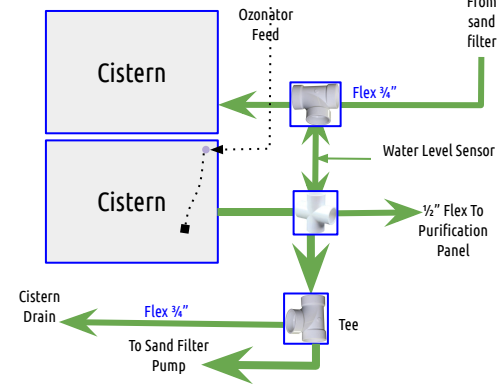 From
sand
filter
Ozonator
Feed
Cistern
Flex ¾”
Water Level Sensor
Cistern
½” Flex To
Purification
Panel
Cistern
Drain
Flex ¾”
Tee
To Sand Filter
Pump